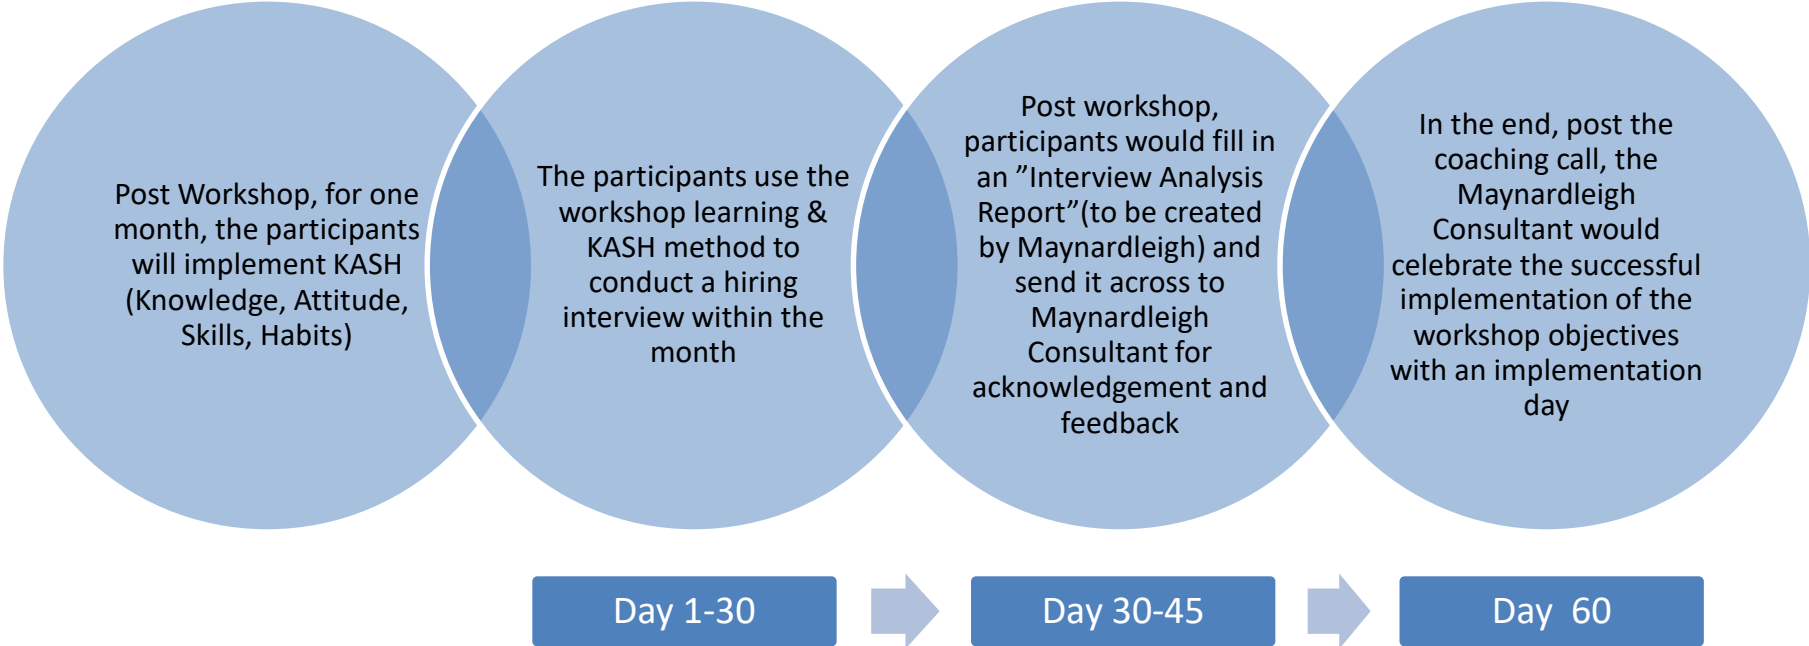 Post Workshop, for one
month, the participants
will implement KASH
(Knowledge, Attitude,
Skills, Habits)
The participants use the
workshop learning &
KASH method to
conduct a hiring
interview within the
month
Post workshop,
participants would fill in
an ”Interview Analysis
Report”(to be created
by Maynardleigh) and
send it across to
Maynardleigh
Consultant for
acknowledgement and
feedback
In the end, post the
coaching call, the
Maynardleigh
Consultant would
celebrate the successful
implementation of the
workshop objectives
with an implementation
day
Day 1-30
Day 30-45
Day 60